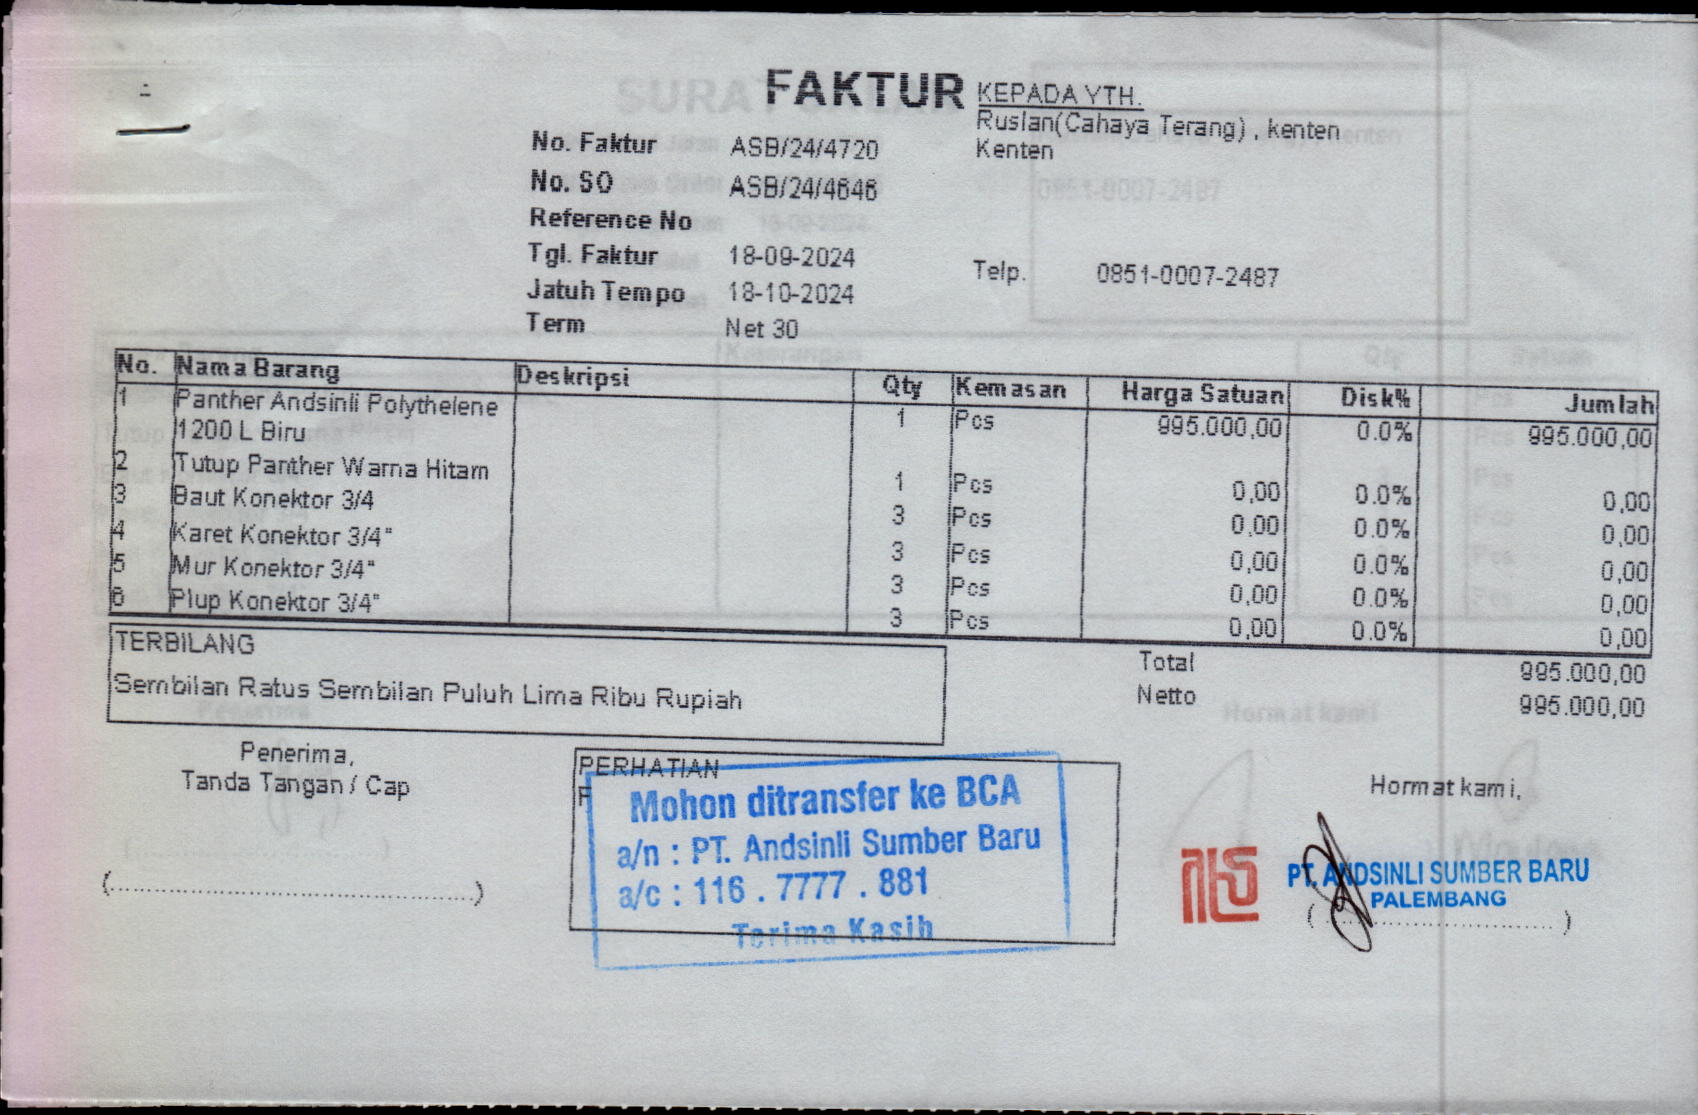 FAKTUR
No. Faktur ASB/24/4720
No. SO ASB/24/4646
Reference No
Tgl. Faktur 18-09-2024
Jatuh Tempo 18-10-2024
Term Net 30
KEPADA YTH.
Ruslan(Cahaya Terang) , kenten
Kenten
Telp. 0851-0007-2487
No. Nama Barang Deskripsi Qty Kemasan Harga Satuan Disk% Jumlah
1 Panther Andsinli Polythelene 1 Pcs 995.000,00 0.0% 995.000,00
1200 L Biru
2 Tutup Panther Warna Hitam 1 Pcs 0,00 0.0% 0,00
3 Baut Konektor 3/4 3 Pcs 0,00 0.0% 0,00
4 Karet Konektor 3/4" 3 Pcs 0,00 0.0% 0,00
5 Mur Konektor 3/4" 3 Pcs 0,00 0.0% 0,00
6 Plup Konektor 3/4" 3 Pcs 0,00 0.0% 0,00
TERBILANG
Sembilan Ratus Sembilan Puluh Lima Ribu Rupiah
Total 995.000,00
Netto 995.000,00
Penerima,
Tanda Tangan / Cap
(..................................................)
PERHATIAN
Mohon ditransfer ke BCA
a/n : PT. Andsinli Sumber Baru
a/c : 116 . 7777 . 881
Terima Kasih
Hormat kami,
PT. ANDSINLI SUMBER BARU
PALEMBANG
( .................................. )